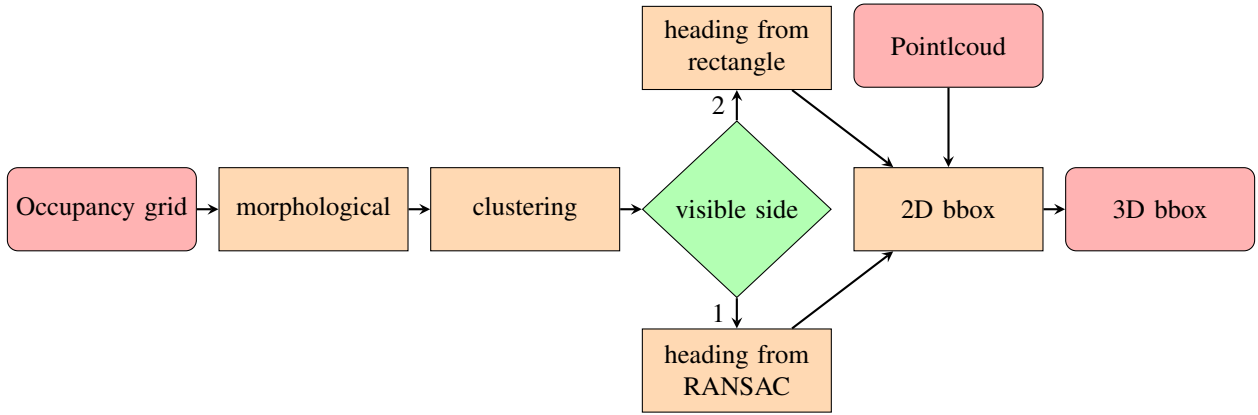 heading from
rectangle
Pointlcoud
2
Occupancy grid
morphological
clustering
visible side
2D bbox
3D bbox
1
heading from
RANSAC